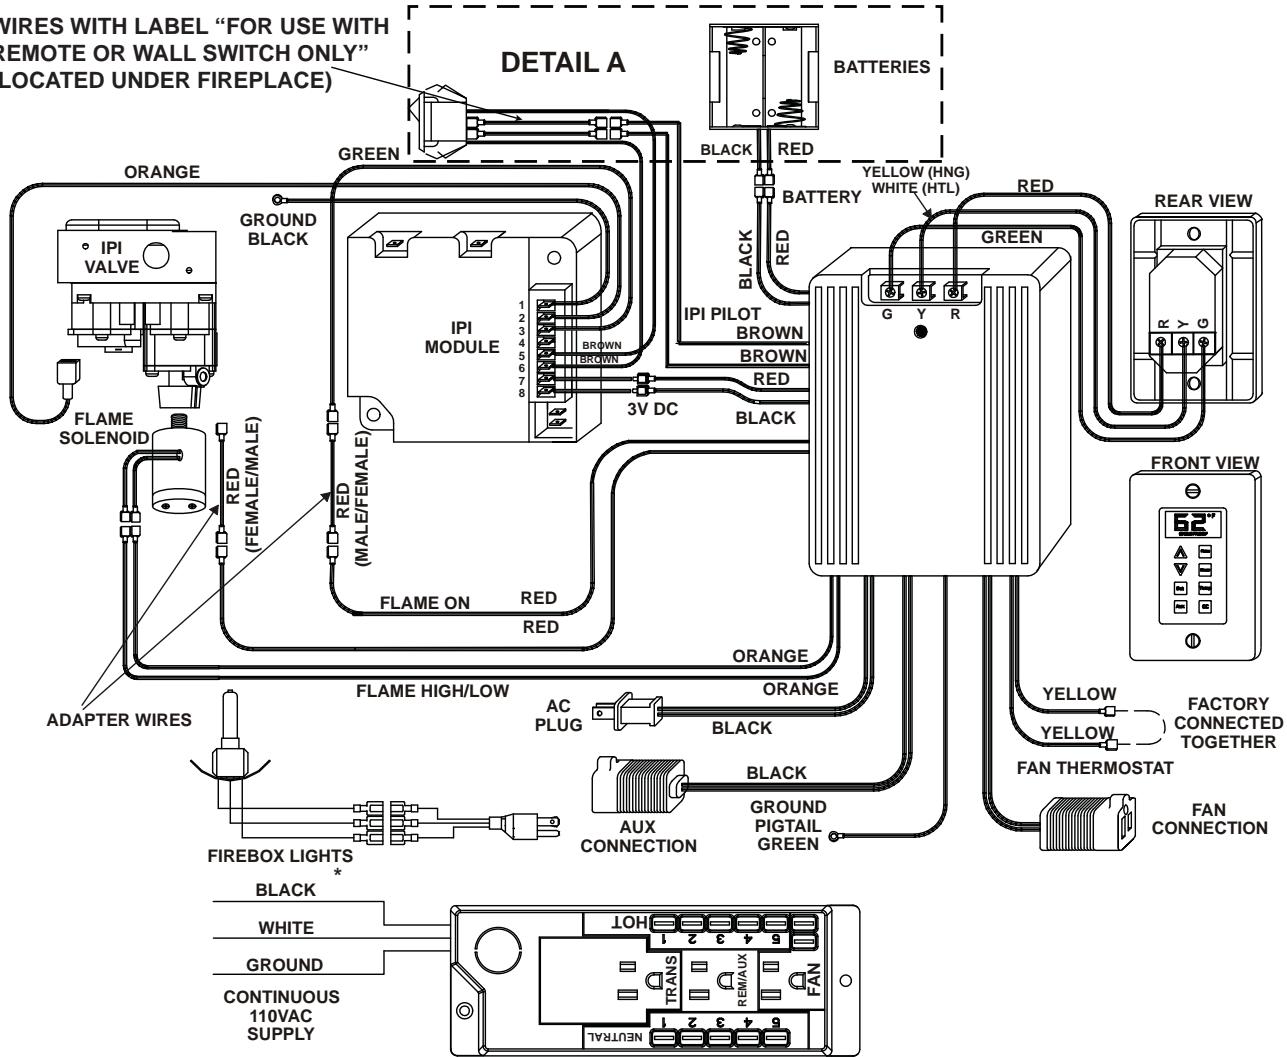 WIRES WITH LABEL “FOR USE WITH
REMOTE OR WALL SWITCH ONLY”
LOCATED UNDER FIREPLACE)
DETAIL A
BATTERIES
BLACK
RED
GREEN
ORANGE
BATTERY
YELLOW (HNG)
WHITE (HTL)
RED
REAR VIEW
GROUND
BLACK
GREEN
IPI
VALVE
BLACK
RED
G Y R
R Y G
IPI
MODULE
1
2
3
4
5
6
7
8
BROWN
BROWN
IPI PILOT
BROWN
BROWN
RED
3V DC
BLACK
FLAME
SOLENOID
RED
(FEMALE/MALE)
RED
(MALE/FEMALE)
FRONT VIEW
62°F
FLAME ON
RED
RED
ORANGE
FLAME HIGH/LOW
ORANGE
ADAPTER WIRES
AC
PLUG
BLACK
YELLOW
YELLOW
FACTORY
CONNECTED
TOGETHER
FAN THERMOSTAT
BLACK
AUX
CONNECTION
GROUND
PIGTAIL
GREEN
FAN
CONNECTION
FIREBOX LIGHTS
*
BLACK
WHITE
GROUND
CONTINUOUS
110VAC
SUPPLY
HOT
1 2 3 4 5
TRANS
REM/AUX
FAN
NEUTRAL
1 2 3 4 5